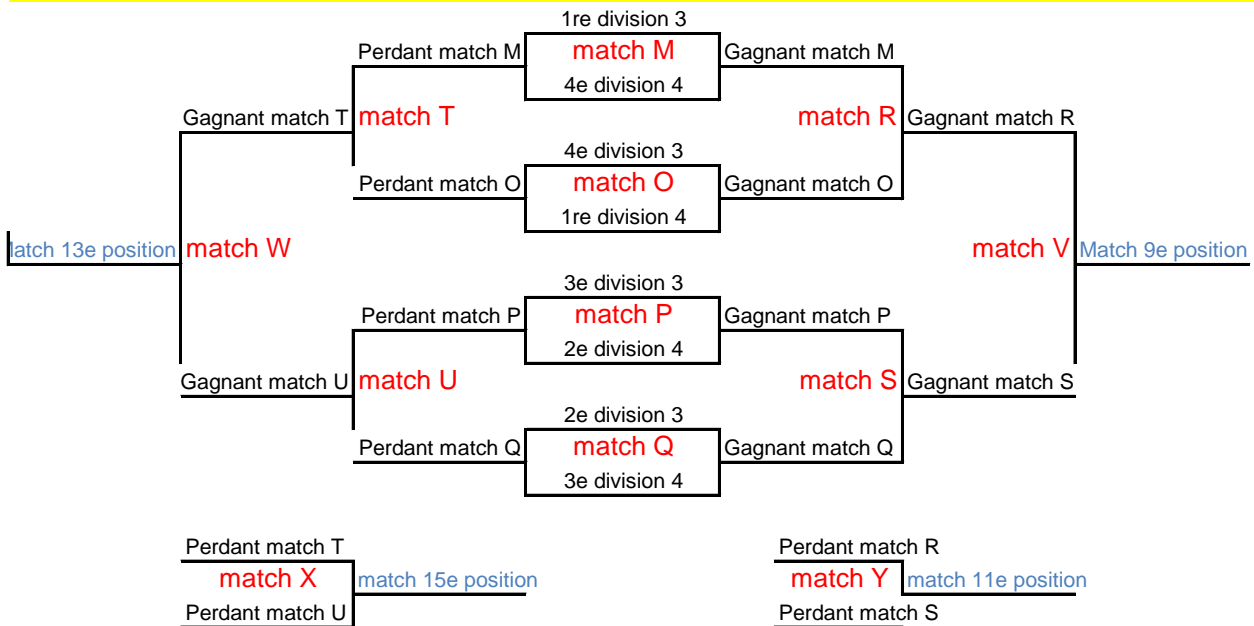 1re division 3
Perdant match M match M Gagnant match M
4e division 4
Gagnant match T match T match R Gagnant match R
4e division 3
Perdant match O match O Gagnant match O
1re division 4
atch 13e position match W match V Match 9e position
3e division 3
Perdant match P match P Gagnant match P
2e division 4
Gagnant match U match U match S Gagnant match S
2e division 3
Perdant match Q match Q Gagnant match Q
3e division 4
Perdant match T Perdant match R
match X match 15e position match Y match 11e position
Perdant match U Perdant match S